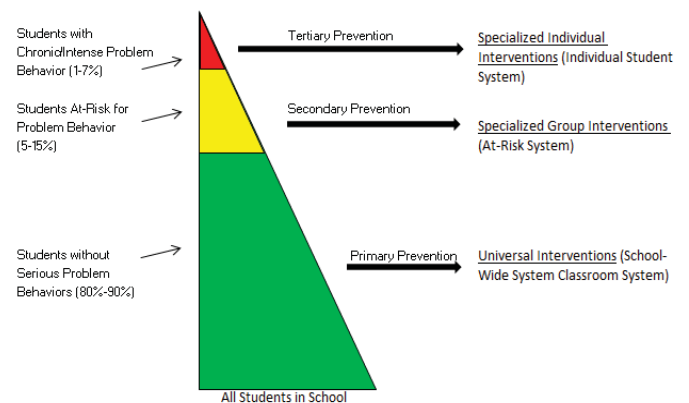 Students with
Chronic/Intense Problem
Behavior (1-7%)
Tertiary Prevention
Specialized Individual
Interventions (Individual Student
System)
Students At-Risk for
Problem Behavior
(5-15%)
Secondary Prevention
Specialized Group Interventions
(At-Risk System)
Students without
Serious Problem
Behaviors (80%-90%)
Primary Prevention
Universal Interventions (School-
Wide System Classroom System)
All Students in School